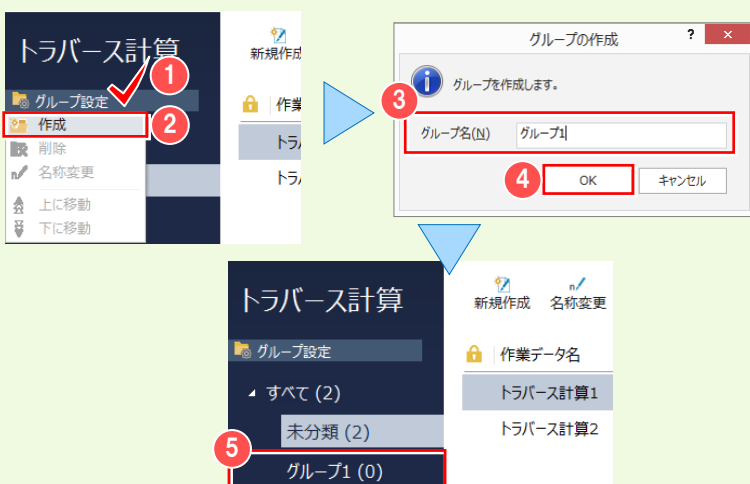 トラバース計算
1
グループ設定
作成
2
削除
名称変更
上に移動
下に移動
新規作成
作業
トラバ
トラバ
グループの作成
?
×
グループを作成します。
3
グループ名(N)
グループ1
4
OK
キャンセル
トラバース計算
グループ設定
すべて (2)
未分類 (2)
5
グループ1 (0)
新規作成
名称変更
作業データ名
トラバース計算1
トラバース計算2